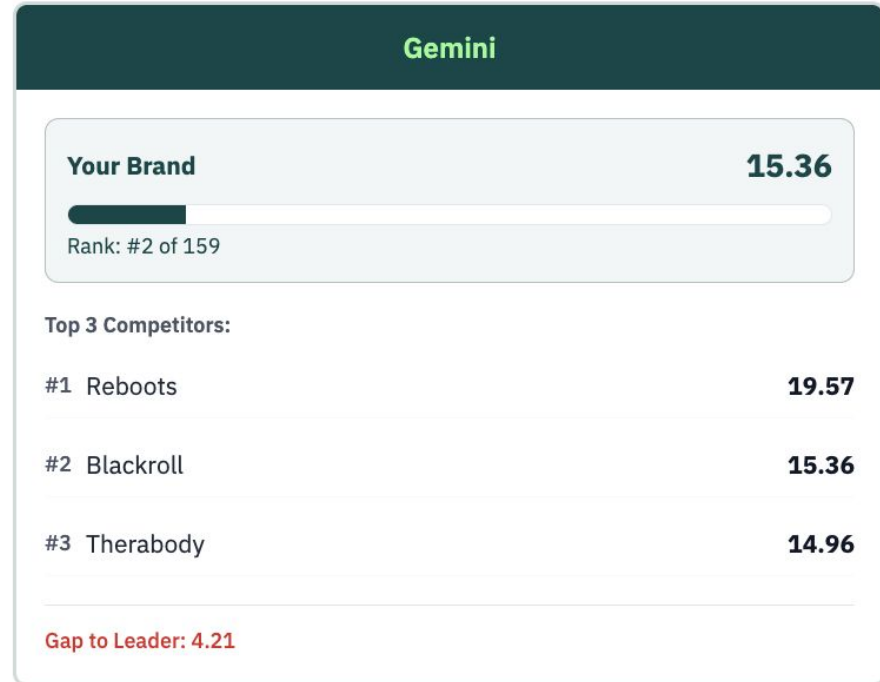 Gemini
Your Brand 15.36
Rank: #2 of 159
Top 3 Competitors:
#1 Reboots 19.57
#2 Blackroll 15.36
#3 Therabody 14.96
Gap to Leader: 4.21